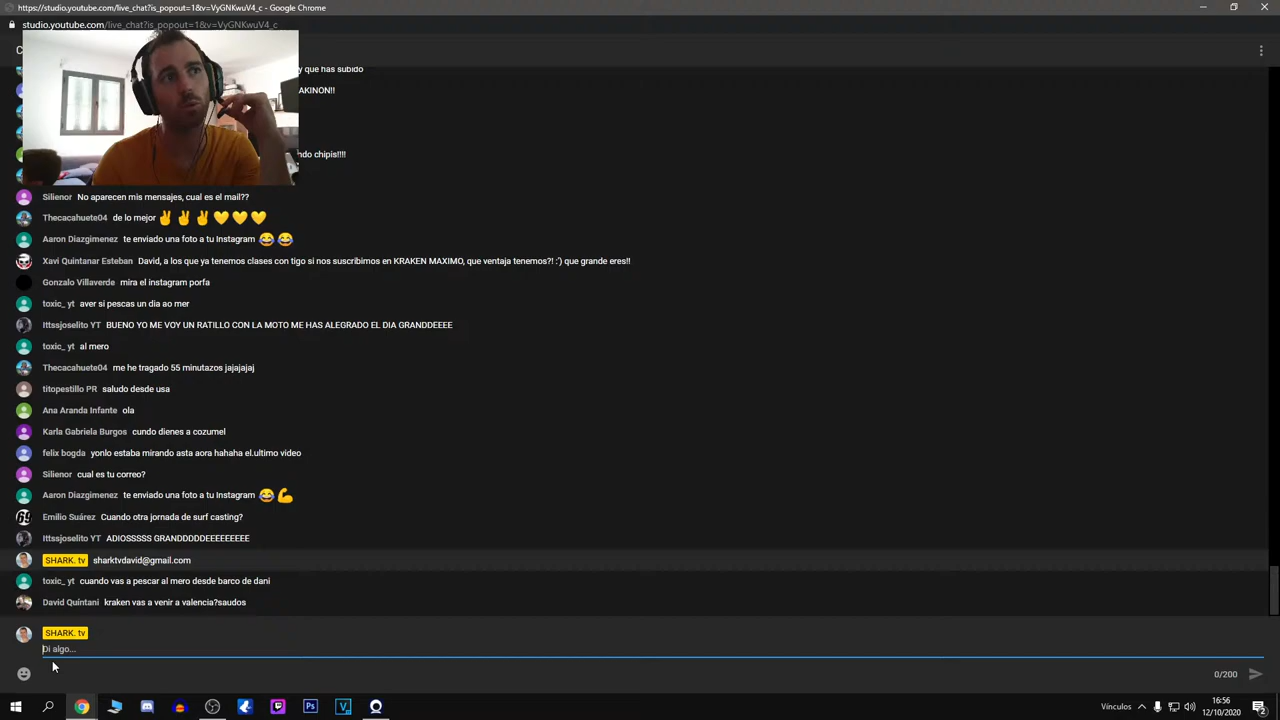 https://studio.youtube.com/live_chat?is_popout=1&v=VyGNKwuV4_c - Google Chrome
studio.youtube.com/live_chat?is_popout=1&v=VyGNKwuV4_c
C
y que has subido
AKINON!!
ndo chipis!!!!
Silienor No aparecen mis mensajes, cual es el mail??
Thecacahuete04 de lo mejor ✌️✌️✌️💛💛💛
Aaron Diazgimenez te enviado una foto a tu Instagram 😂😂
Xavi Quintanar Esteban David, a los que ya tenemos clases con tigo si nos suscribimos en KRAKEN MAXIMO, que ventaja tenemos?! :') que grande eres!!
Gonzalo Villaverde mira el instagram porfa
toxic_ yt aver si pescas un dia ao mer
Ittssjoselito YT BUENO YO ME VOY UN RATILLO CON LA MOTO ME HAS ALEGRADO EL DIA GRANDDEEEE
toxic_ yt al mero
Thecacahuete04 me he tragado 55 minutazos jajajajaj
titopestillo PR saludo desde usa
Ana Aranda Infante ola
Karla Gabriela Burgos cundo dienes a cozumel
felix bogda yonlo estaba mirando asta aora hahaha el.ultimo video
Silienor cual es tu correo?
Aaron Diazgimenez te enviado una foto a tu Instagram 😂💪
69 Emilio Suárez Cuando otra jornada de surf casting?
Ittssjoselito YT ADIOSSSSS GRANDDDDDEEEEEEEEE
SHARK. tv sharktvdavid@gmail.com
toxic_ yt cuando vas a pescar al mero desde barco de dani
David Quintani kraken vas a venir a valencia?saudos
SHARK. tv
Di algo...
0/200
Ps V Vínculos 16:56
12/10/2020 2